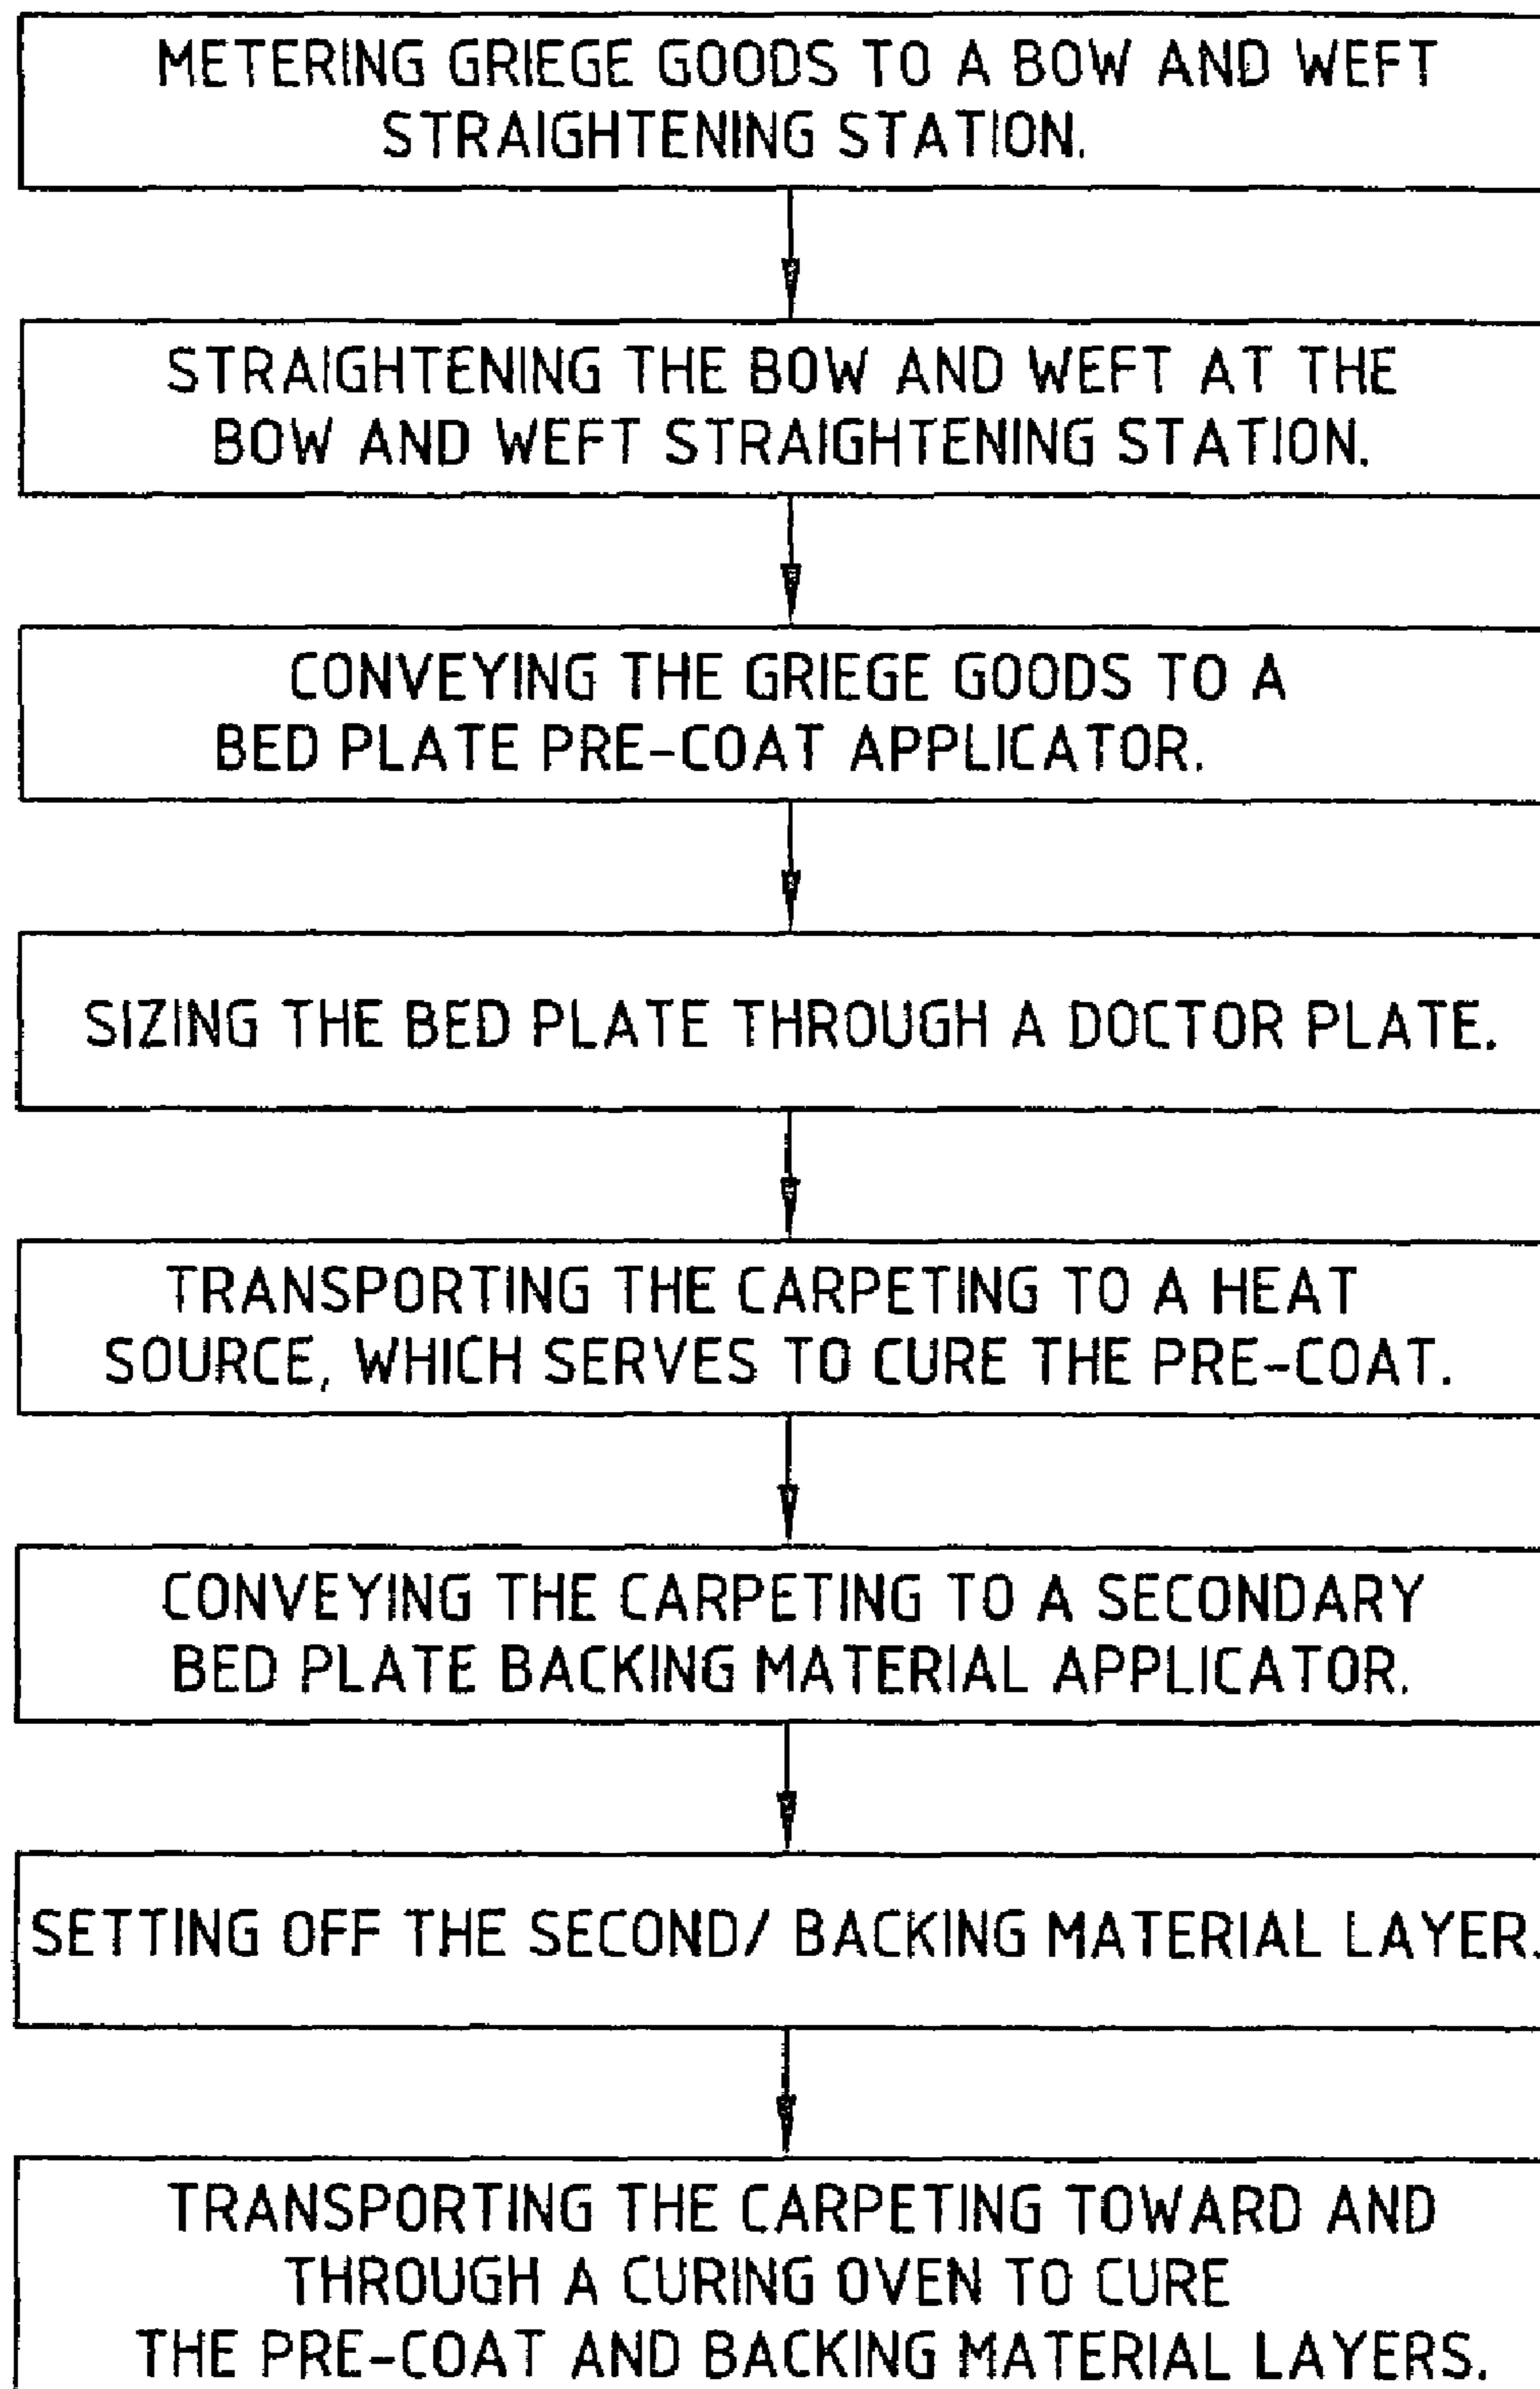 METERING GRIEGE GOODS TO A BOW AND WEFT
STRAIGHTENING STATION.
STRAIGHTENING THE BOW AND WEFT AT THE
BOW AND WEFT STRAIGHTENING STATION.
CONVEYING THE GRIEGE GOODS TO A
BED PLATE PRE-COAT APPLICATOR.
SIZING THE BED PLATE THROUGH A DOCTOR PLATE.
TRANSPORTING THE CARPETING TO A HEAT
SOURCE, WHICH SERVES TO CURE THE PRE-COAT.
CONVEYING THE CARPETING TO A SECONDARY
BED PLATE BACKING MATERIAL APPLICATOR.
SETTING OFF THE SECOND/ BACKING MATERIAL LAYER.
TRANSPORTING THE CARPETING TOWARD AND
THROUGH A CURING OVEN TO CURE
THE PRE-COAT AND BACKING MATERIAL LAYERS.